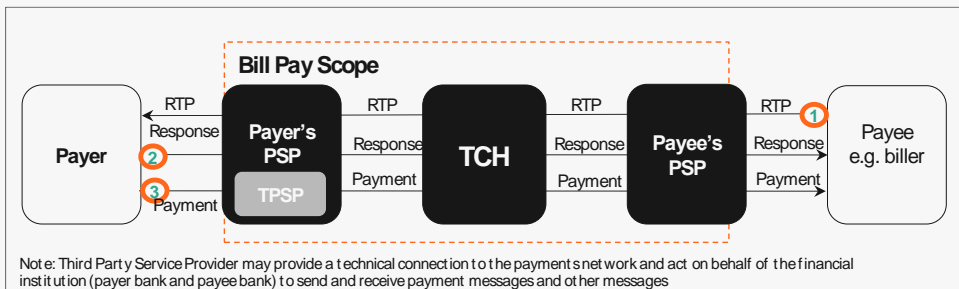 Bill Pay Scope
RTP
RTP
RTP
RTP
1
Response
Payer's
PSP
Response
TCH
Response
Payee's
PSP
Response
Payee
e.g. biller
Payer
2
3
Payment
TPSP
Payment
Payment
Payment
Note: Third Party Service Provider may provide a technical connection to the payments network and act on behalf of the financial
institution (payer bank and payee bank) to send and receive payment messages and other messages